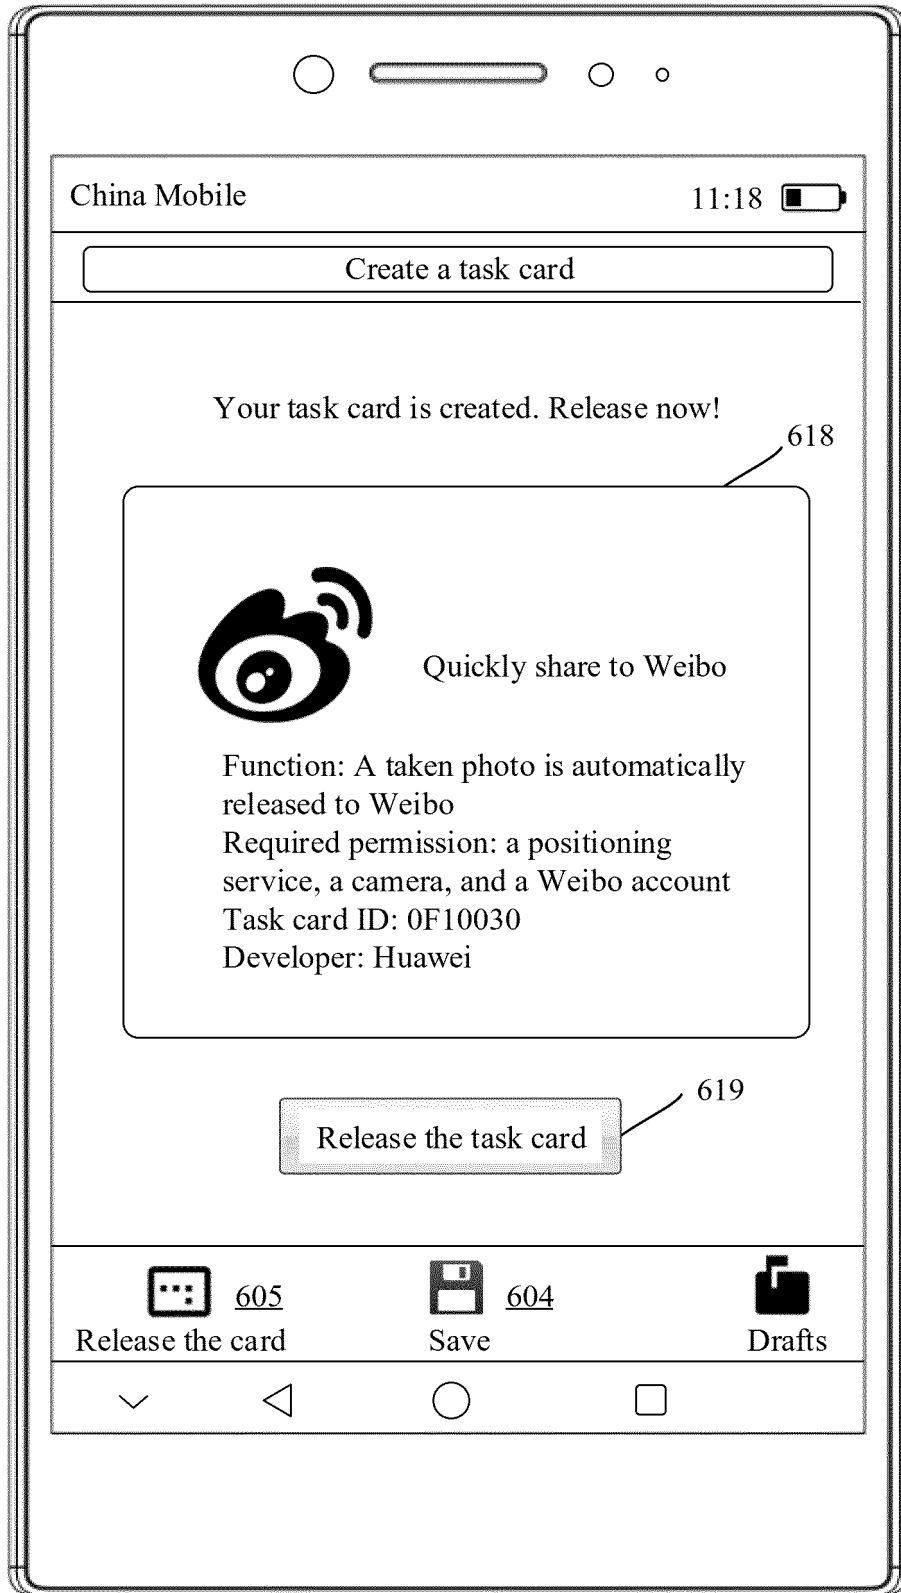 China Mobile 11:18
Create a task card
Your task card is created. Release now!
618
Quickly share to Weibo
Function: A taken photo is automatically
released to Weibo
Required permission: a positioning
service, a camera, and a Weibo account
Task card ID: 0F10030
Developer: Huawei
619
Release the task card
605 604
Release the card Save Drafts